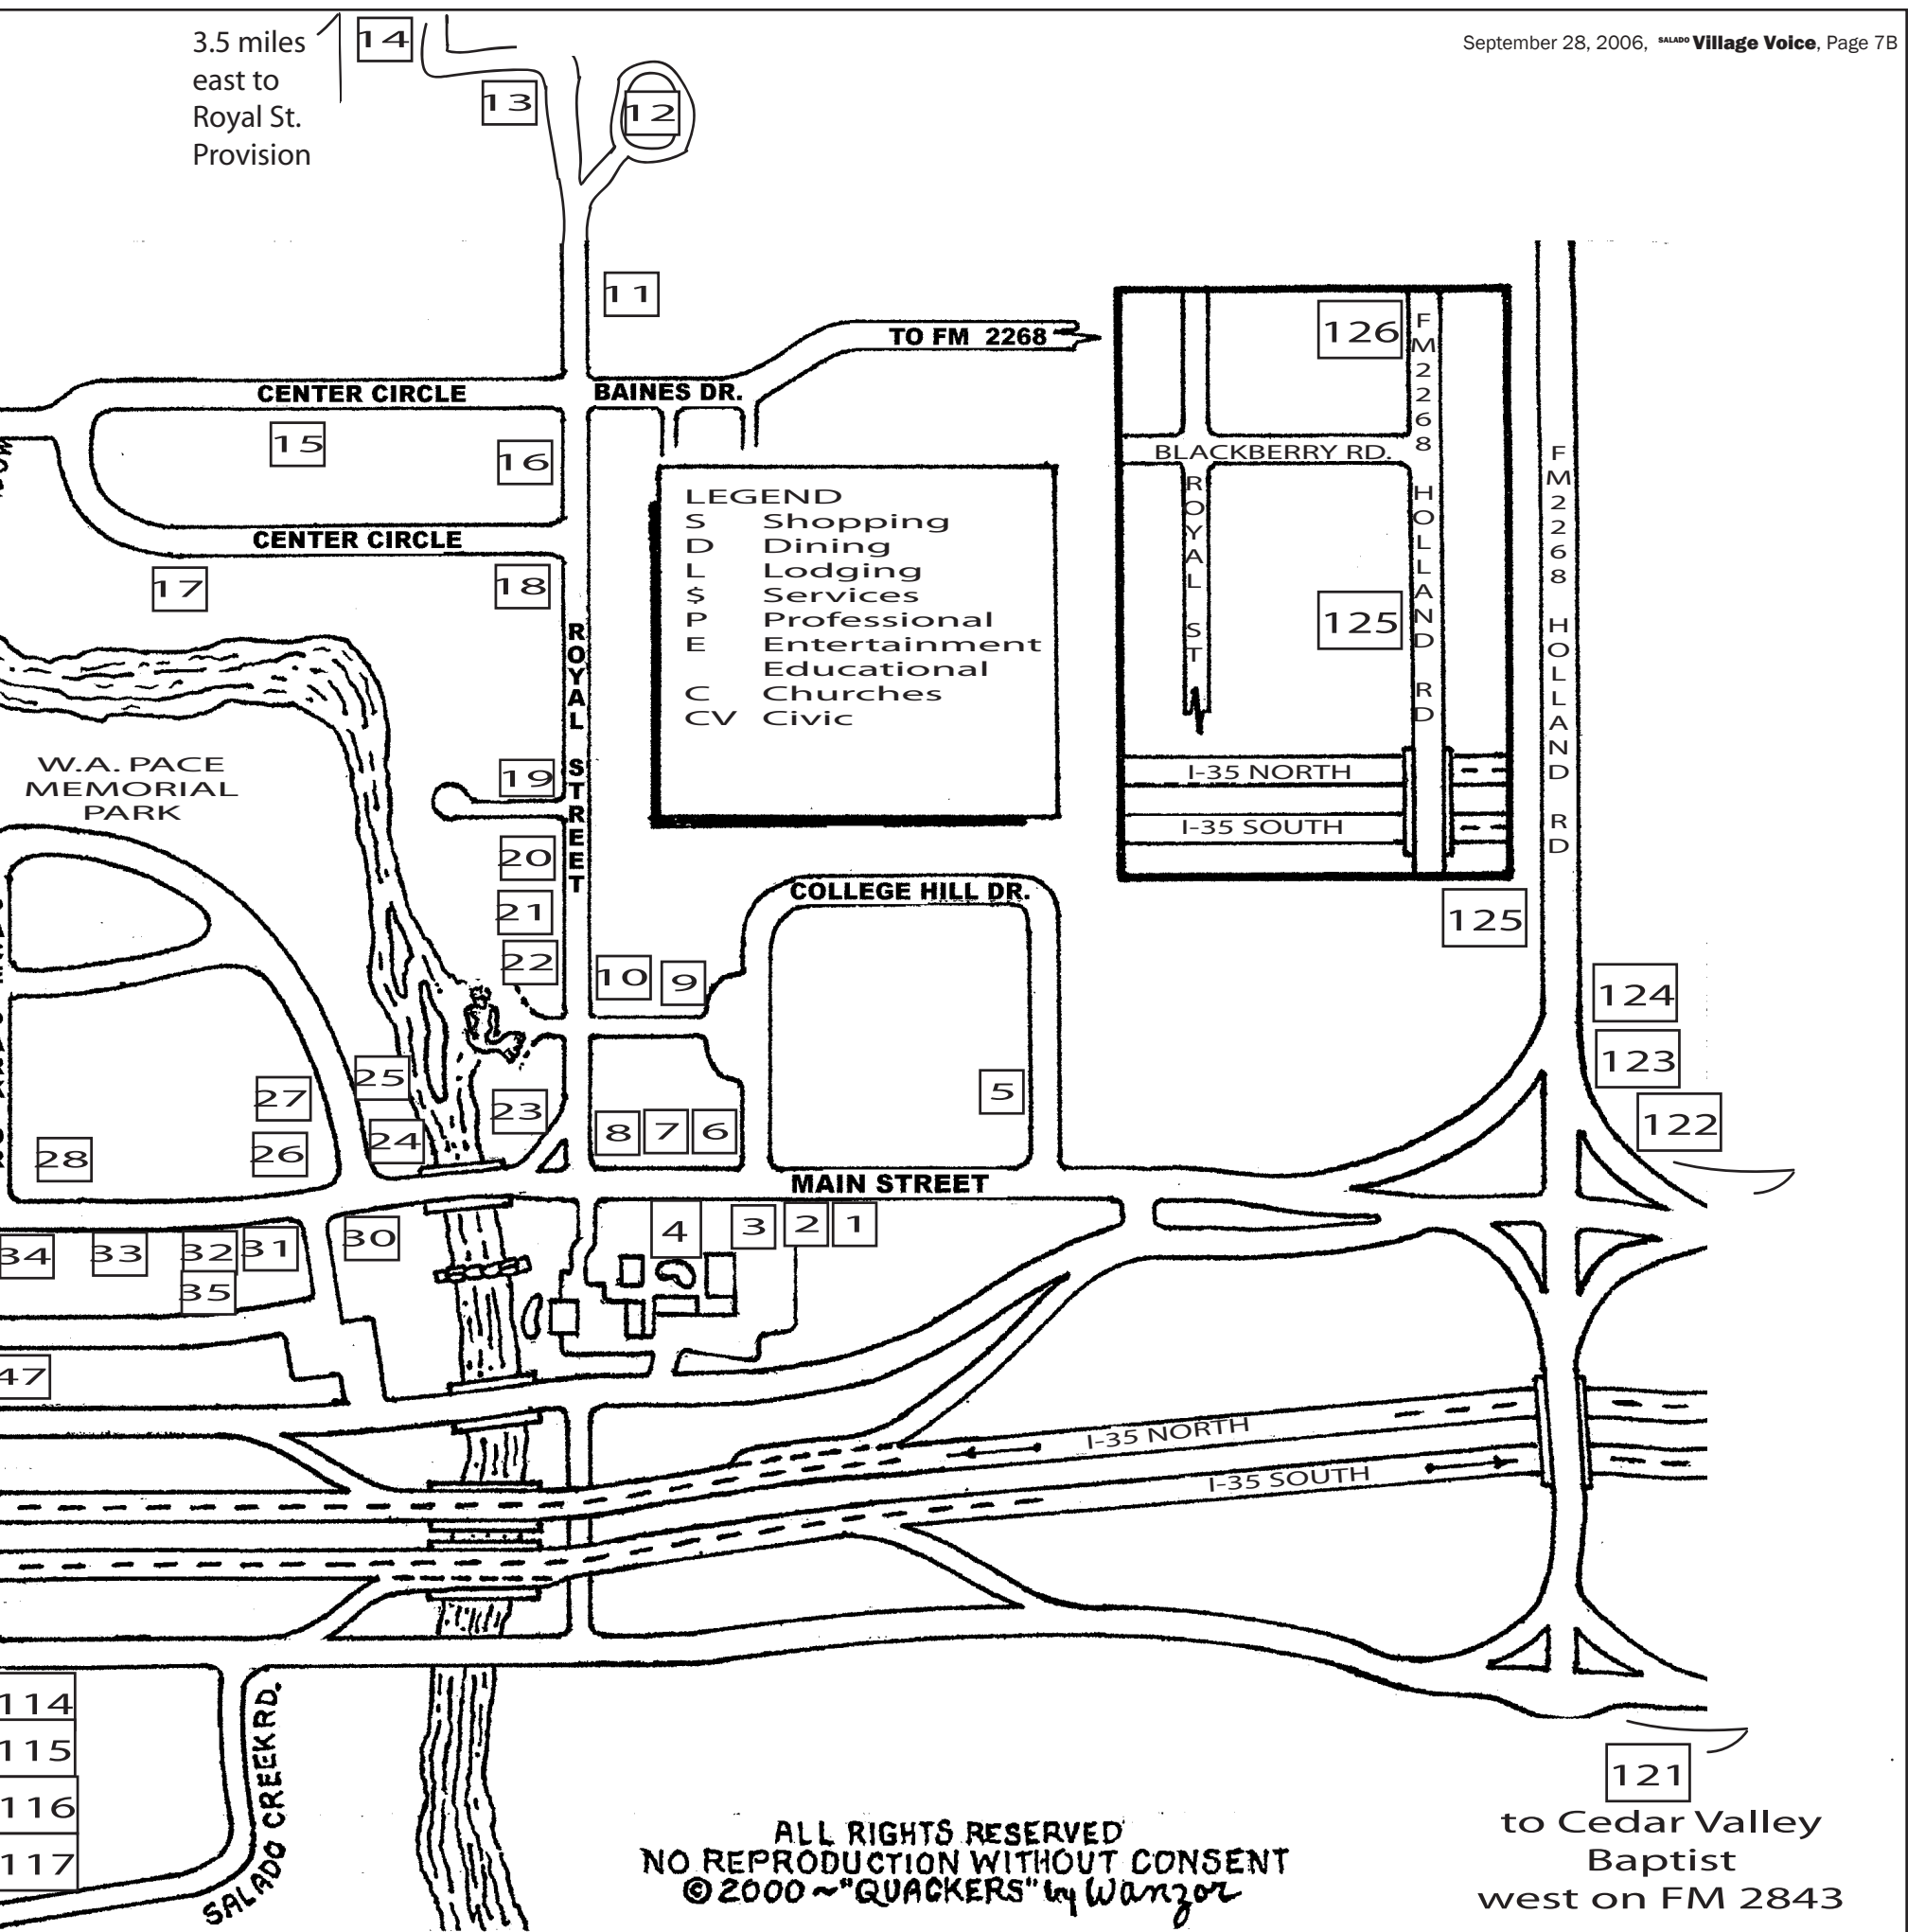 September 28, 2006, SALADO Village Voice, Page 7B
3.5 miles
east to
Royal St.
Provision
14
13
12
11
TO FM 2268
CENTER CIRCLE
BAINES DR.
15
16
CENTER CIRCLE
17
18
ROYAL STREET
LEGEND
S Shopping
D Dining
L Lodging
$ Services
P Professional
E Entertainment
Educational
C Churches
CV Civic
126
FM2268 HOLLAND RD
BLACKBERRY RD.
ROYAL ST
125
I-35 NORTH
I-35 SOUTH
FM2268 HOLLAND RD
W.A. PACE
MEMORIAL
PARK
19
20
21
22
10
9
COLLEGE HILL DR.
125
124
123
122
5
25
27
23
24
26
28
8
7
6
MAIN STREET
34
33
32
31
30
35
4
3
2
1
47
I-35 NORTH
I-35 SOUTH
114
115
116
117
SALADO CREEK RD.
ALL RIGHTS RESERVED
NO REPRODUCTION WITHOUT CONSENT
© 2000 ~ "QUACKERS" by Wanzor
121
to Cedar Valley
Baptist
west on FM 2843